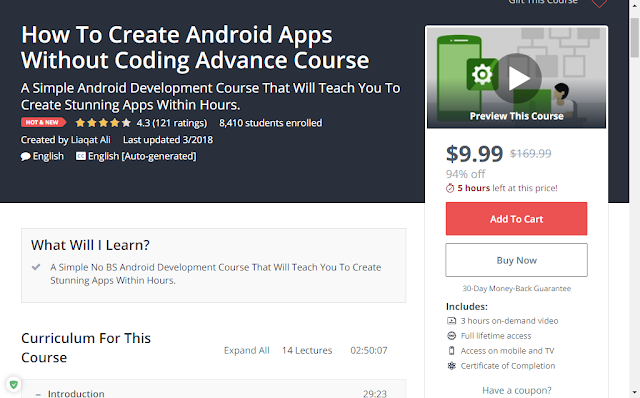 Gift This Course
How To Create Android Apps
Without Coding Advance Course
A Simple Android Development Course That Will Teach You To
Create Stunning Apps Within Hours.
HOT & NEW 4.3 (121 ratings) 8,410 students enrolled
Created by Liaqat Ali Last updated 3/2018
English English [Auto-generated]
Preview This Course
$9.99 $169.99
94% off
5 hours left at this price!
Add To Cart
Buy Now
30-Day Money-Back Guarantee
Includes:
3 hours on-demand video
Full lifetime access
Access on mobile and TV
Certificate of Completion
Have a coupon?
What Will I Learn?
A Simple No BS Android Development Course That Will Teach You To Create
Stunning Apps Within Hours.
Curriculum For This
Course
Expand All 14 Lectures 02:50:07
– Introduction 29:23